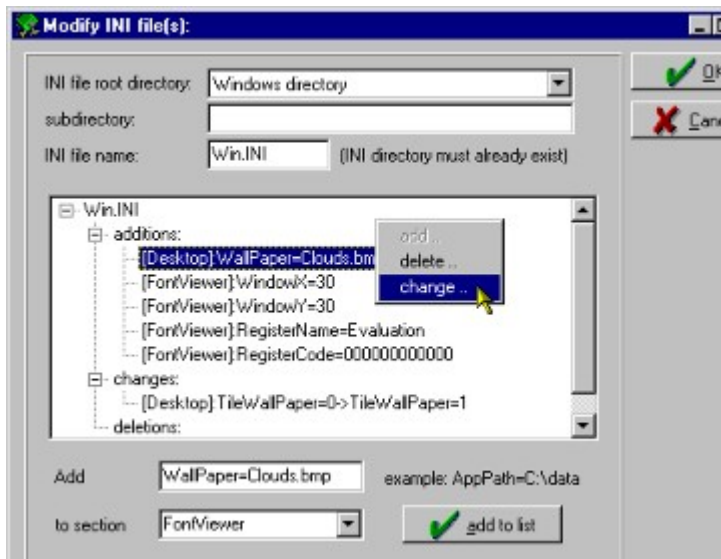 Modify INI file(s):
INI file root directory: Windows directory
subdirectory:
INI file name: Win.INI (INI directory must already exist)
OK
Canc
Win.INI
additions:
[Desktop]:WallPaper=Clouds.bm
add ..
delete ..
change ..
[FontViewer]:WindowX=30
[FontViewer]:WindowY=30
[FontViewer]:RegisterName=Evaluation
[FontViewer]:RegisterCode=000000000000
changes:
[Desktop]:TileWallPaper=0->TileWallPaper=1
deletions:
Add WallPaper=Clouds.bmp example: AppPath=C:\data
to section FontViewer add to list